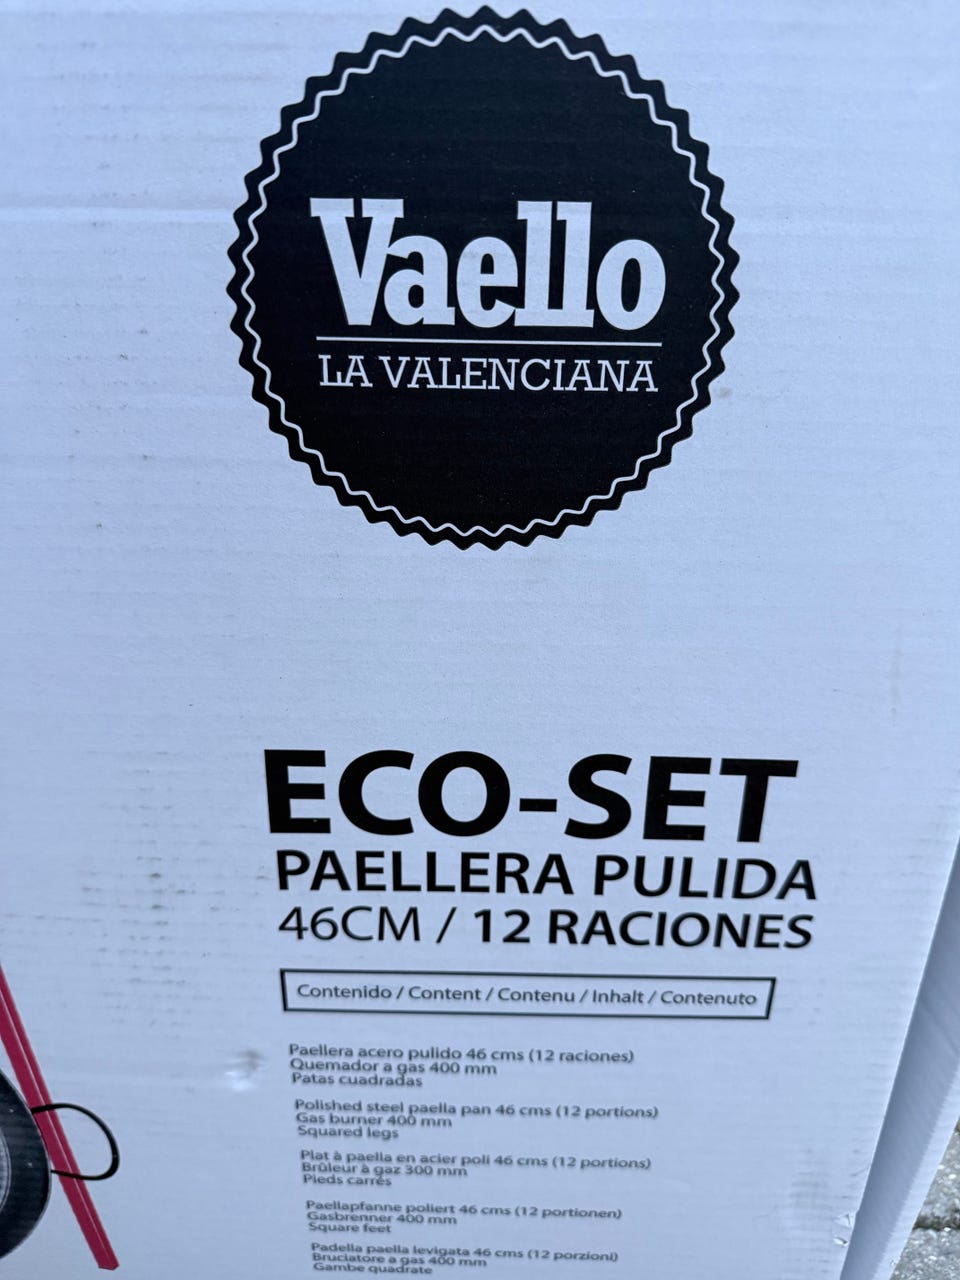 Vaello
LA VALENCIANA
ECO-SET
PAELLERA PULIDA
46CM / 12 RACIONES
Contenido / Content / Contenu / Inhalt / Contenuto
Paellera acero pulido 46 cms (12 raciones)
Quemador a gas 400 mm
Patas cuadradas
Polished steel paella pan 46 cms (12 portions)
Gas burner 400 mm
Squared legs
Plat à paella en acier poli 46 cms (12 portions)
Brûleur à gaz 300 mm
Pieds carrés
Paellapfanne poliert 46 cms (12 portionen)
Gasbrenner 400 mm
Square feet
Padella paella levigata 46 cms (12 porzioni)
Bruciatore a gas 400 mm
Gambe quadrate